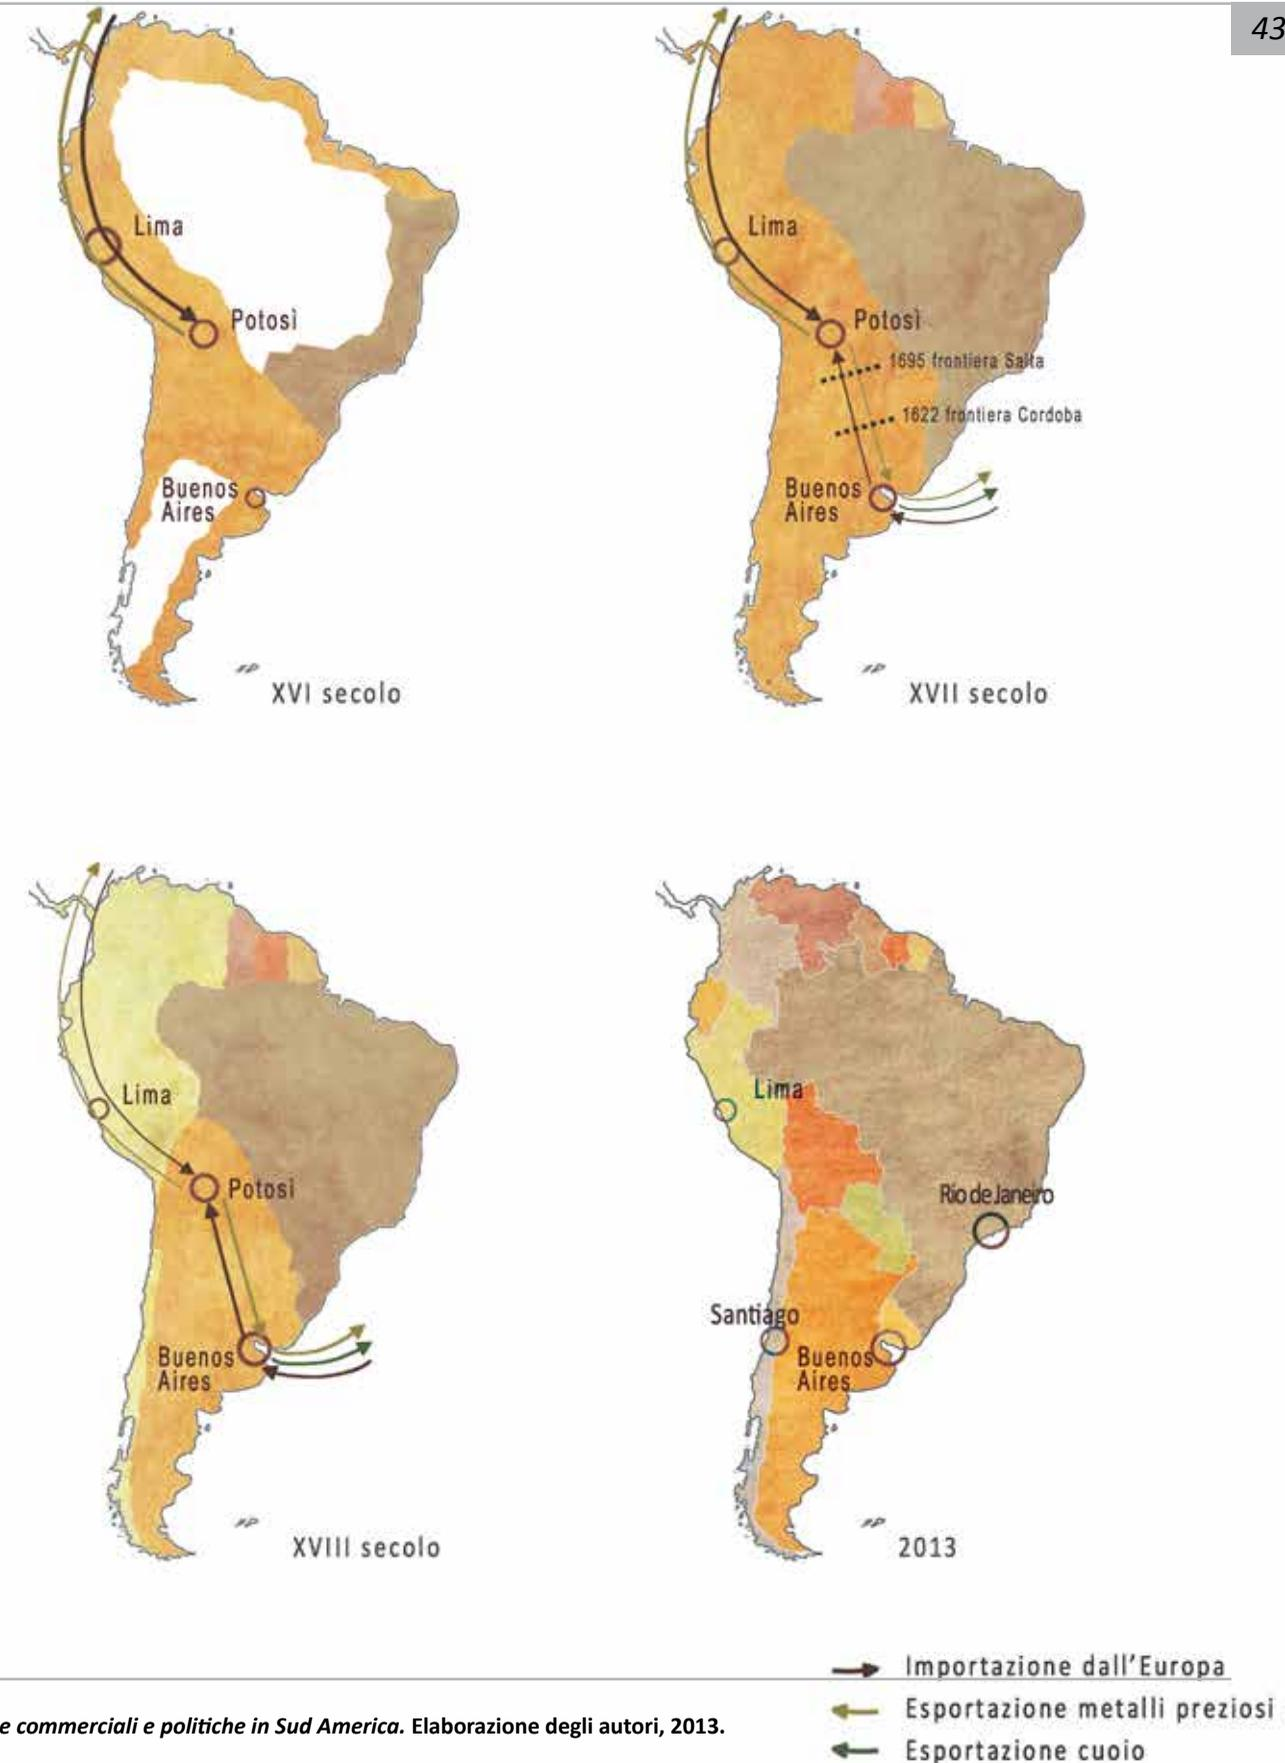 43
Lima
Potosì
Buenos
Aires
XVI secolo
Lima
Potosì
1695 frontiera Salta
1622 frontiera Cordoba
Buenos
Aires
XVII secolo
Lima
Potosì
Buenos
Aires
XVIII secolo
Lima
Rio de Janeiro
Santiago
Buenos
Aires
2013
Importazione dall'Europa
Esportazione metalli preziosi
Esportazione cuoio
e commerciali e politiche in Sud America. Elaborazione degli autori, 2013.